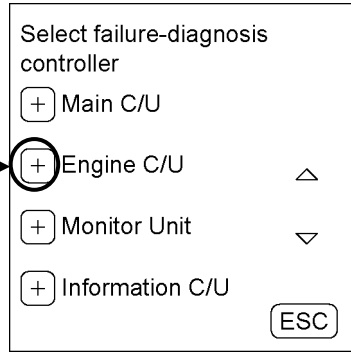 Select failure-diagnosis
controller
+ Main C/U
+ Engine C/U
+ Monitor Unit
+ Information C/U
ESC